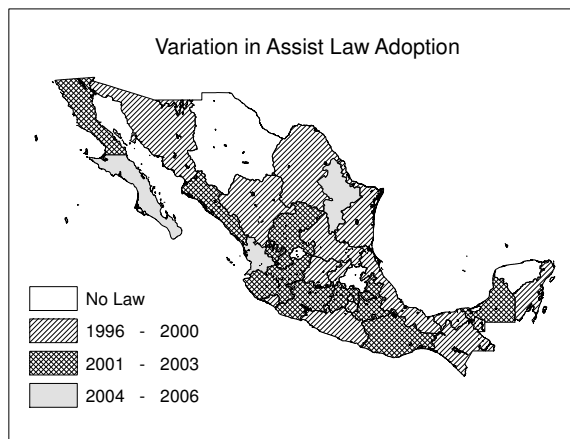 Variation in Assist Law Adoption
No Law
1996 - 2000
2001 - 2003
2004 - 2006